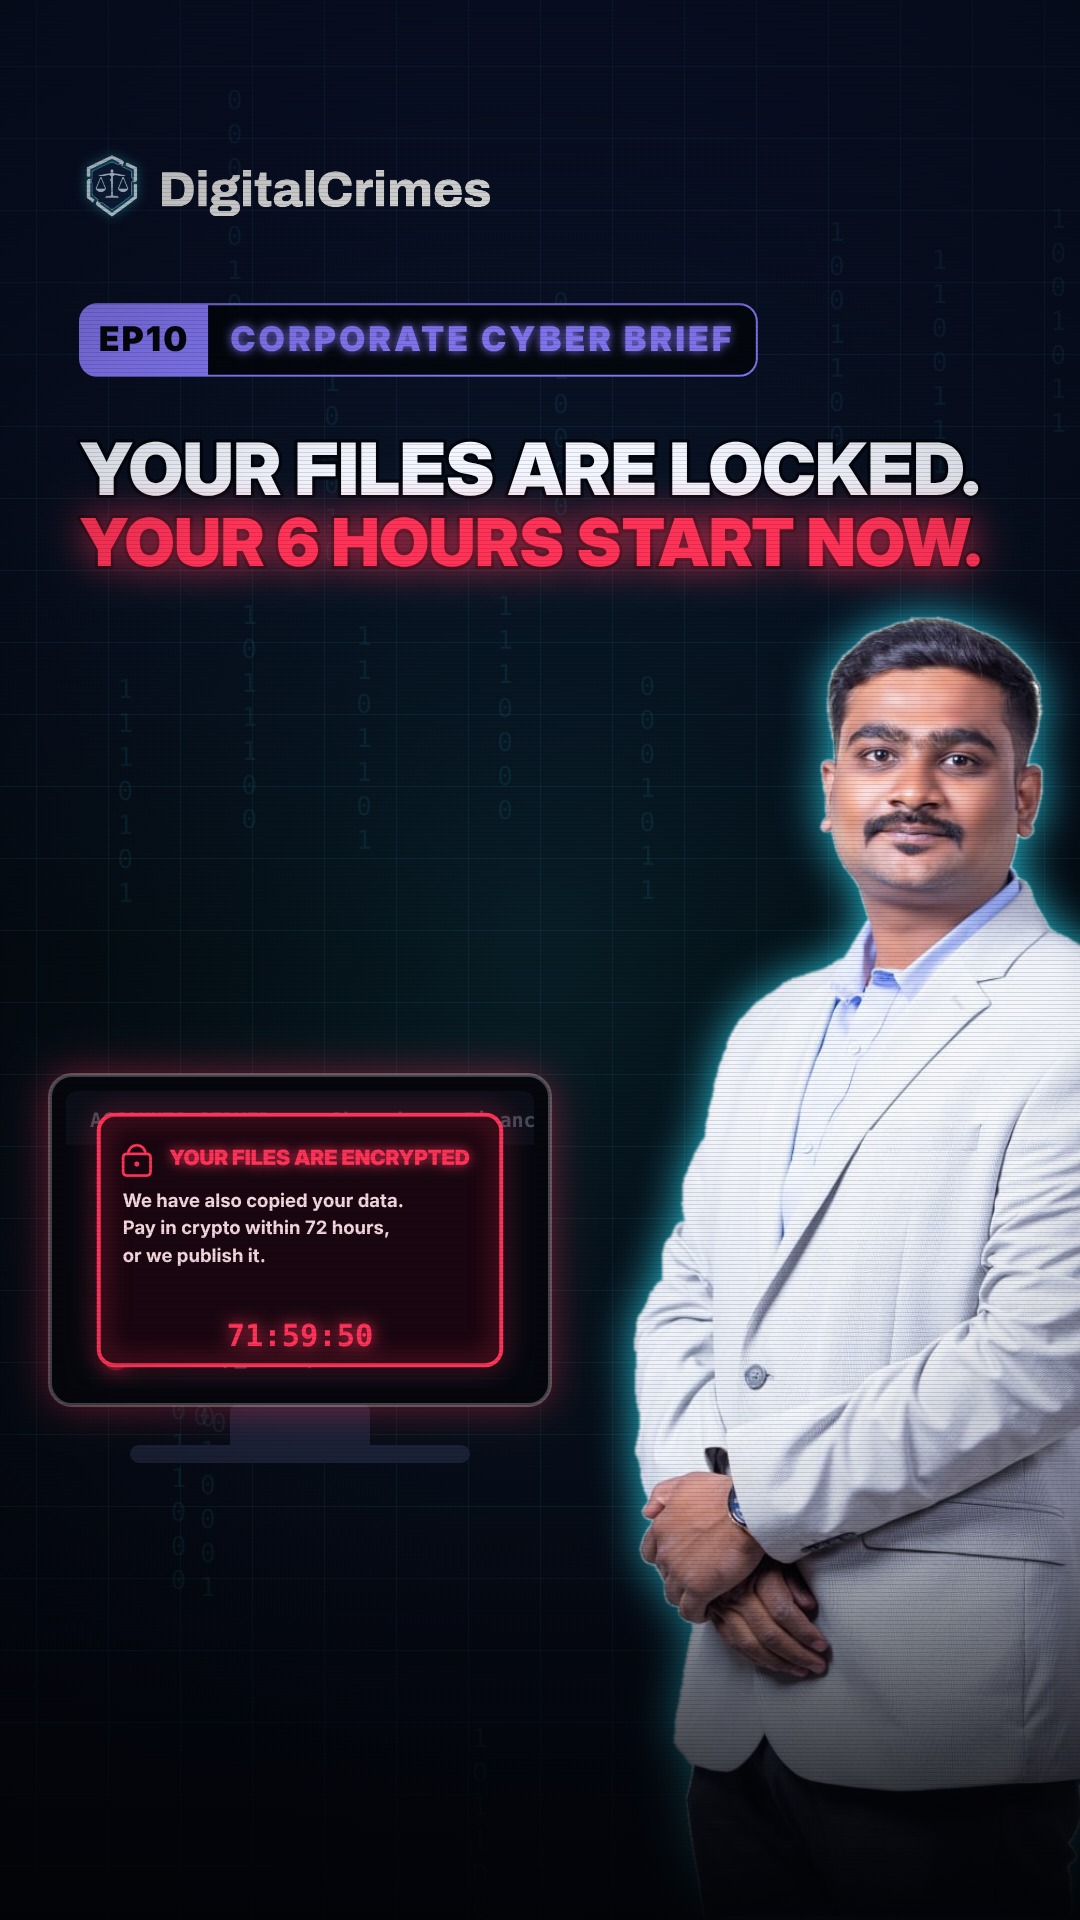 DigitalCrimes
EP10 CORPORATE CYBER BRIEF
YOUR FILES ARE LOCKED.
YOUR 6 HOURS START NOW.
YOUR FILES ARE ENCRYPTED
We have also copied your data.
Pay in crypto within 72 hours,
or we publish it.
71:59:50